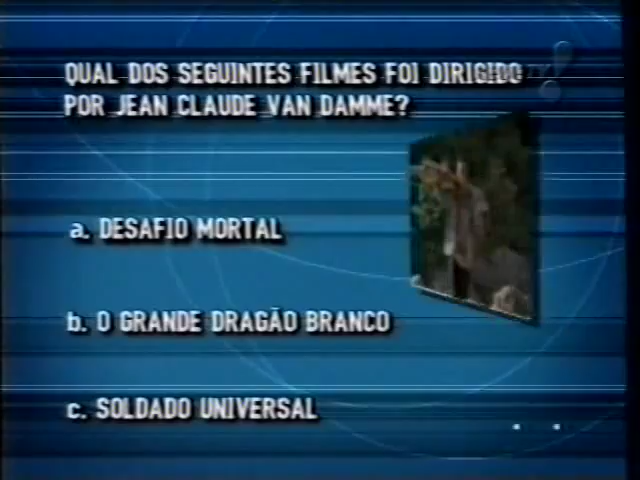 QUAL DOS SEGUINTES FILMES FOI DIRIGIDO
POR JEAN CLAUDE VAN DAMME?
a. DESAFIO MORTAL
b. O GRANDE DRAGÃO BRANCO
c. SOLDADO UNIVERSAL